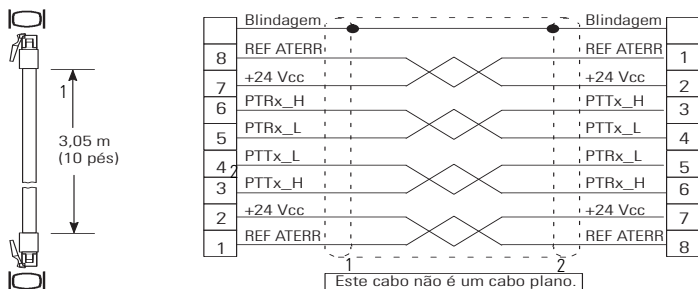 1
3,05 m
(10 pés)
Blindagem Blindagem
8 REF ATERR REF ATERR 1
7 +24 Vcc +24 Vcc 2
6 PTRx_H PTTx_H 3
5 PTRx_L PTTx_L 4
4 2 PTTx_L PTRx_L 5
3 PTTx_H PTRx_H 6
2 +24 Vcc +24 Vcc 7
1 REF ATERR REF ATERR 8
1 2
Este cabo não é um cabo plano.